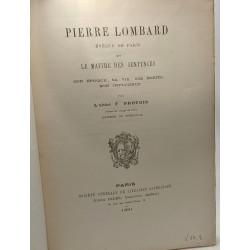 PIERRE LOMBARD
ÉVÊQUE DE PARIS
DIT
LE MAITRE DES SENTENCES
SON ÉPOQUE, SA VIE, SES ÉCRITS,
SON INFLUENCE
PAR
L'ABBÉ F. PROTOIS
PARIS
SOCIÉTÉ GÉNÉRALE DE LIBRAIRIE CATHOLIQUE
1881